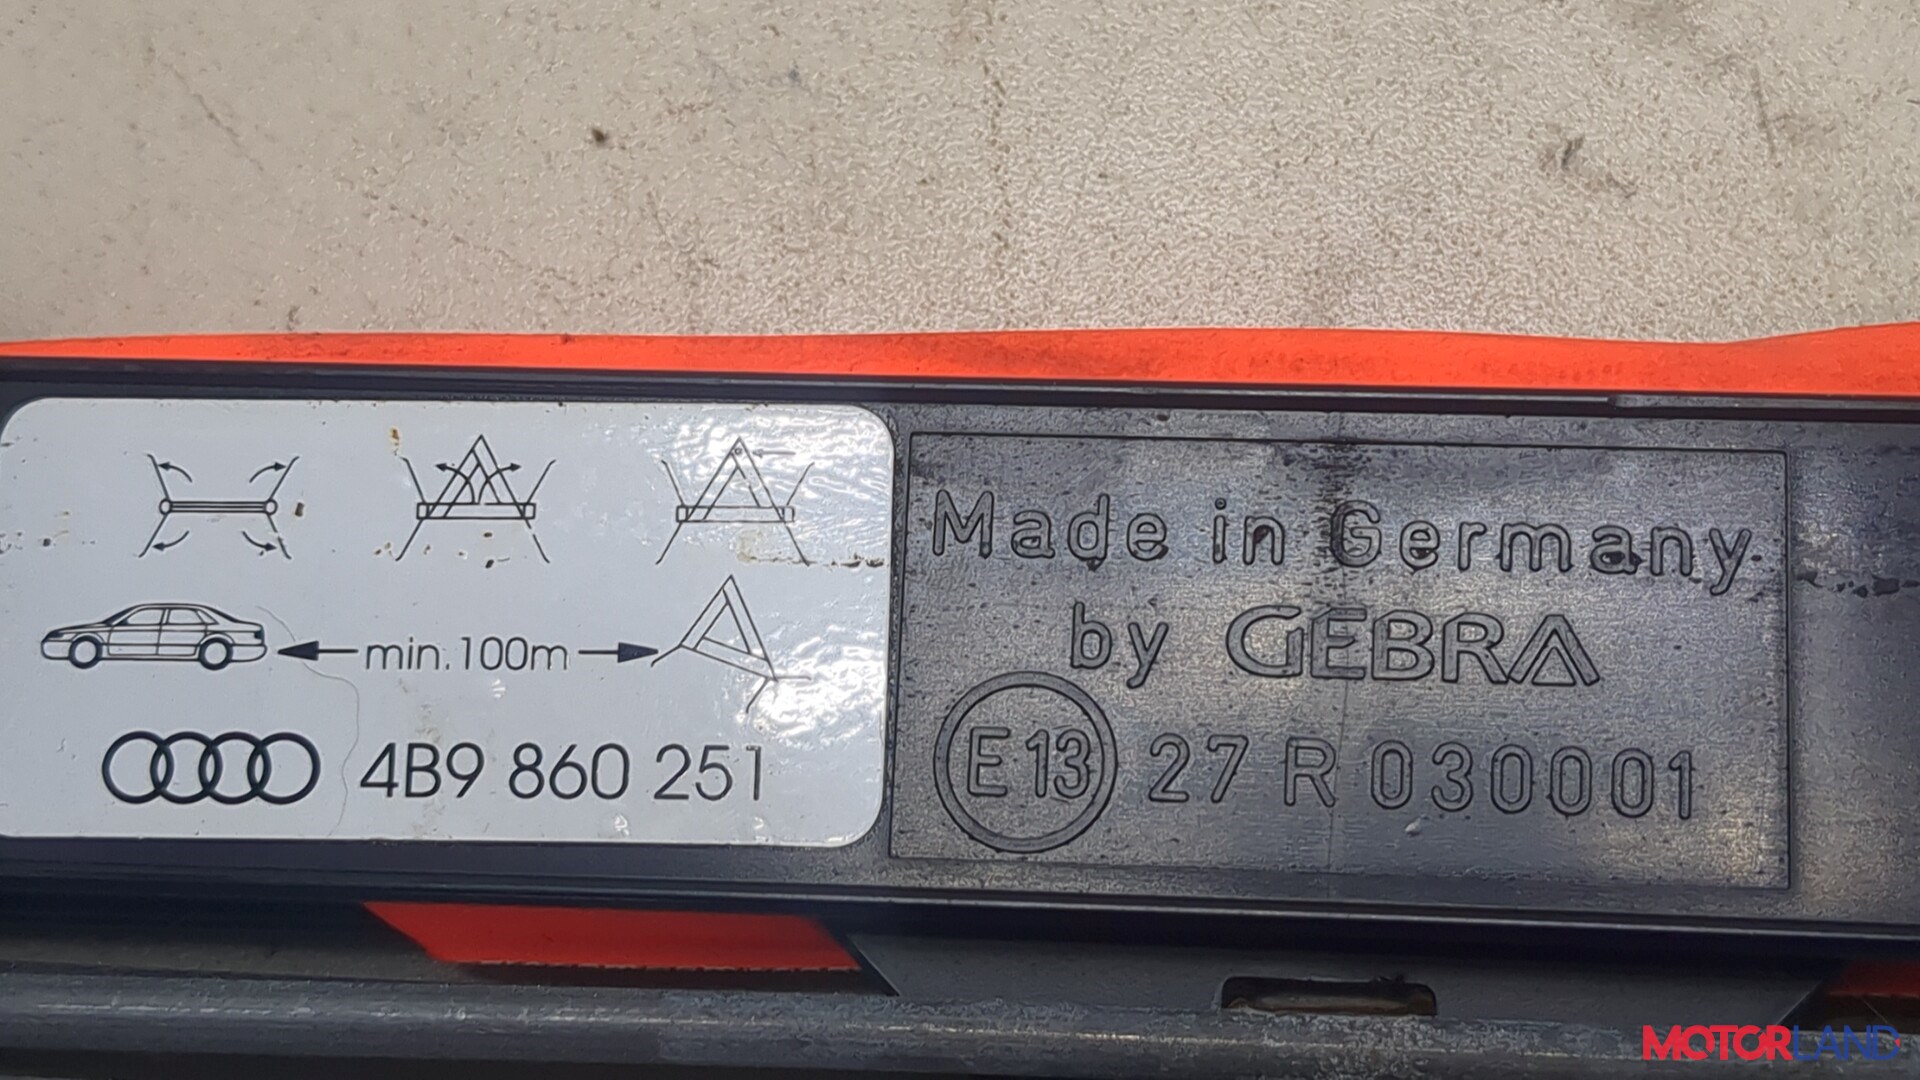 min.100m
4B9 860 251
Made in Germany
by GEBRA
E13 27 R 030001
MOTORLAND